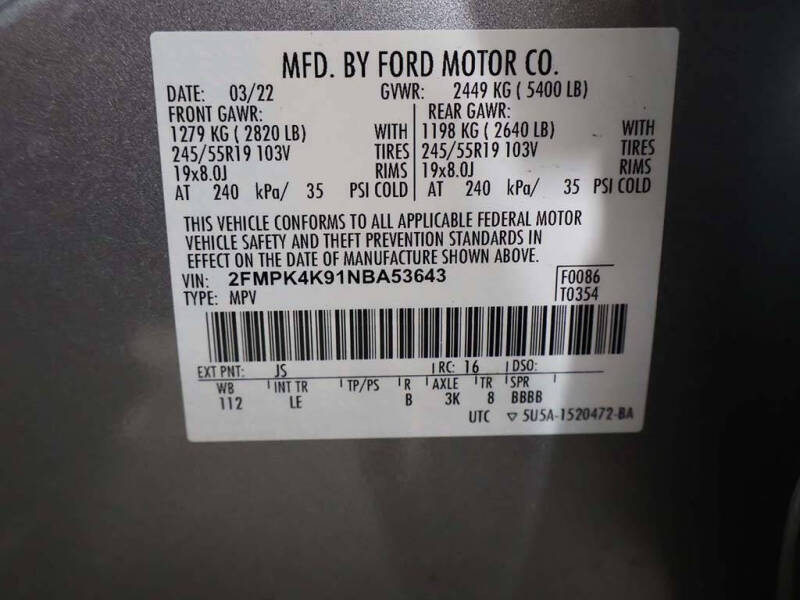 MFD. BY FORD MOTOR CO.
DATE: 03/22 GVWR: 2449 KG ( 5400 LB)
FRONT GAWR: REAR GAWR:
1279 KG ( 2820 LB) WITH 1198 KG ( 2640 LB) WITH
245/55R19 103V TIRES 245/55R19 103V TIRES
19x8.0J RIMS 19x8.0J RIMS
AT 240 kPa/ 35 PSI COLD AT 240 kPa/ 35 PSI COLD
THIS VEHICLE CONFORMS TO ALL APPLICABLE FEDERAL MOTOR
VEHICLE SAFETY AND THEFT PREVENTION STANDARDS IN
EFFECT ON THE DATE OF MANUFACTURE SHOWN ABOVE.
VIN: 2FMPK4K91NBA53643 F0086
TYPE: MPV T0354
EXT PNT: JS RC: 16 DSO:
WB INT TR TP/PS R AXLE TR SPR
112 LE B 3K 8 BBBB
UTC ▽ 5U5A-1520472-BA